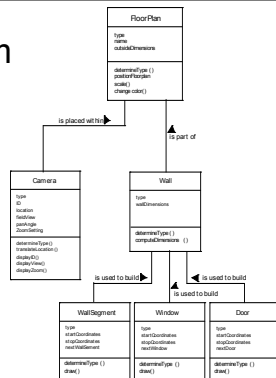 n
FloorPlan
type
name
outsideDimensions
determineType ( )
positionFloorplan
scale( )
change color( )
is placed within
is part of
Camera
type
ID
location
fieldView
panAngle
ZoomSetting
determineType( )
translateLocation ( )
displayID( )
displayView( )
displayZoom( )
Wall
type
wallDimensions
determineType ( )
computeDimensions ( )
is used to build
is used to build
is used to build
WallSegment
type
startCoordinates
stopCoordinates
nextWallSement
determineType ( )
draw( )
Window
type
startCoordinates
stopCoordinates
nextWindow
determineType ( )
draw( )
Door
type
startCoordinates
stopCoordinates
nextDoor
determineType ( )
draw( )